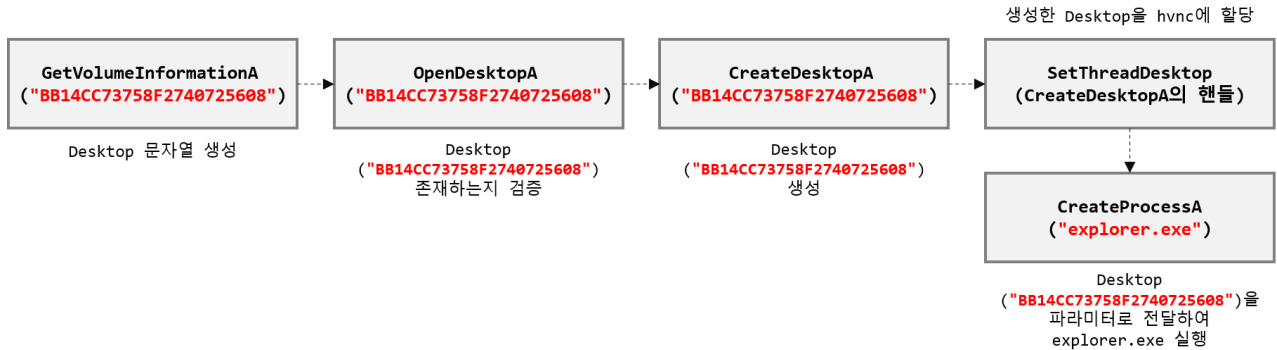 생성한 Desktop을 hvnc에 할당
GetVolumeInformationA
("BB14CC73758F2740725608")
Desktop 문자열 생성
OpenDesktopA
("BB14CC73758F2740725608")
Desktop
("BB14CC73758F2740725608")
존재하는지 검증
CreateDesktopA
("BB14CC73758F2740725608")
Desktop
("BB14CC73758F2740725608")
생성
SetThreadDesktop
(CreateDesktopA의 핸들)
CreateProcessA
("explorer.exe")
Desktop
("BB14CC73758F2740725608")을
파라미터로 전달하여
explorer.exe 실행